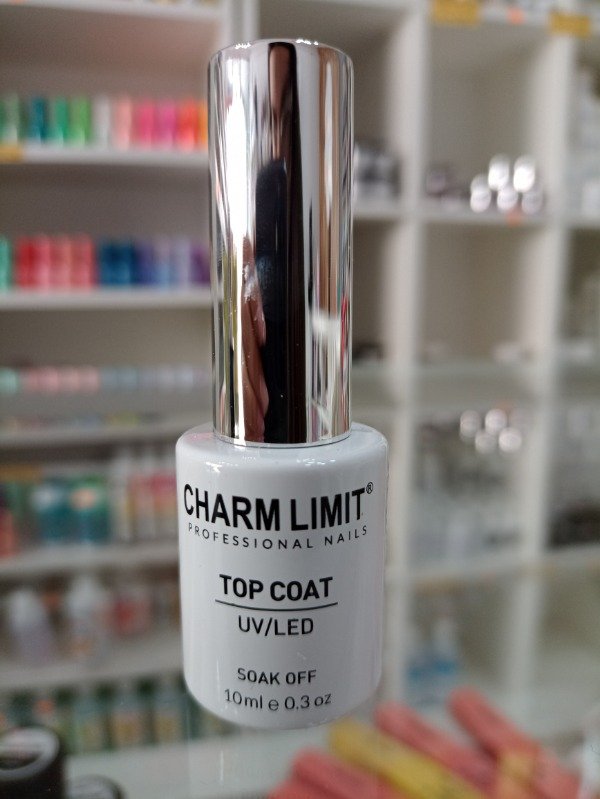 CHARM LIMIT®
PROFESSIONAL NAILS
TOP COAT
UV/LED
SOAK OFF
10ml e 0.3 oz